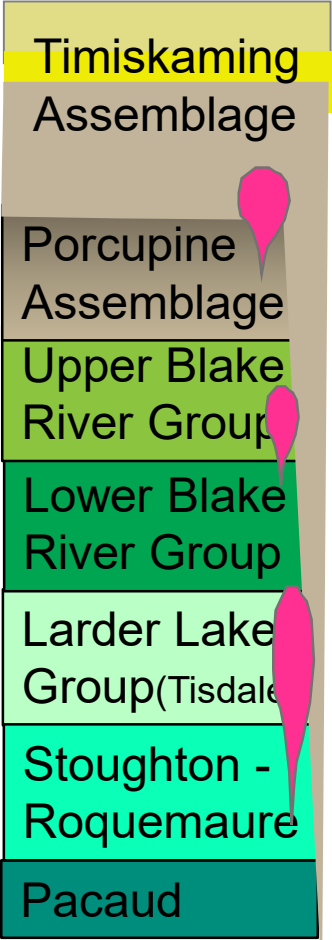 Timiskaming
Assemblage
Porcupine
Assemblage
Upper Blake
River Group
Lower Blake
River Group
Larder Lake
Group(Tisdale
Stoughton -
Roquemaure
Pacaud